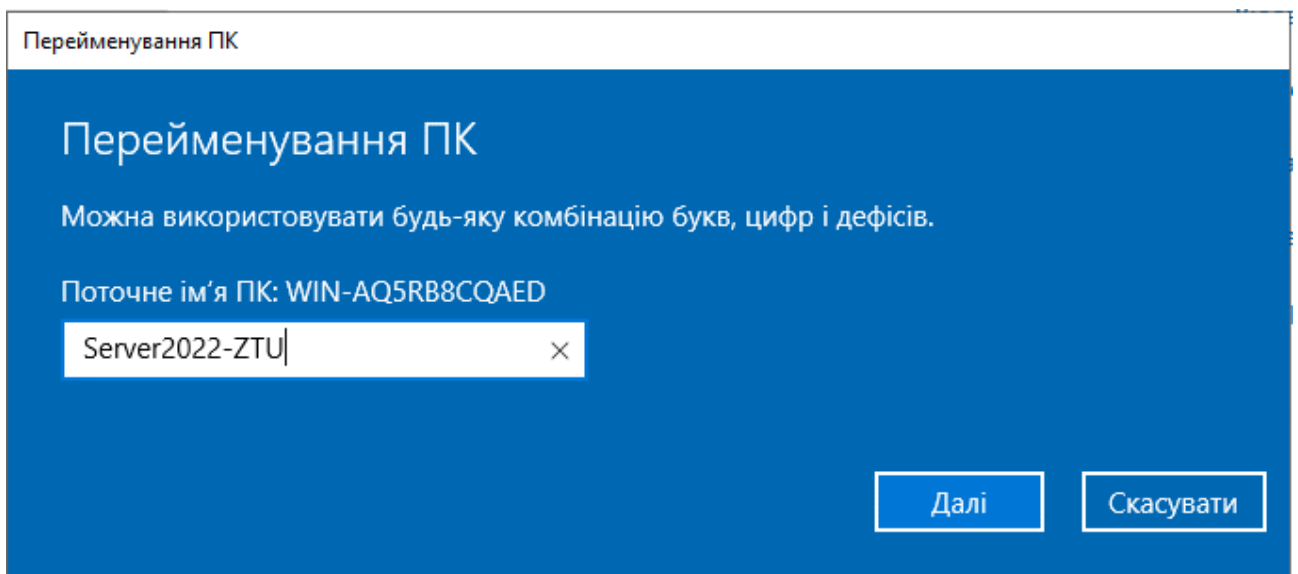 Перейменування ПК
Перейменування ПК
Можна використовувати будь-яку комбінацію букв, цифр і дефісів.
Поточне ім’я ПК: WIN-AQ5RB8CQAED
Server2022-ZTU
Далі
Скасувати